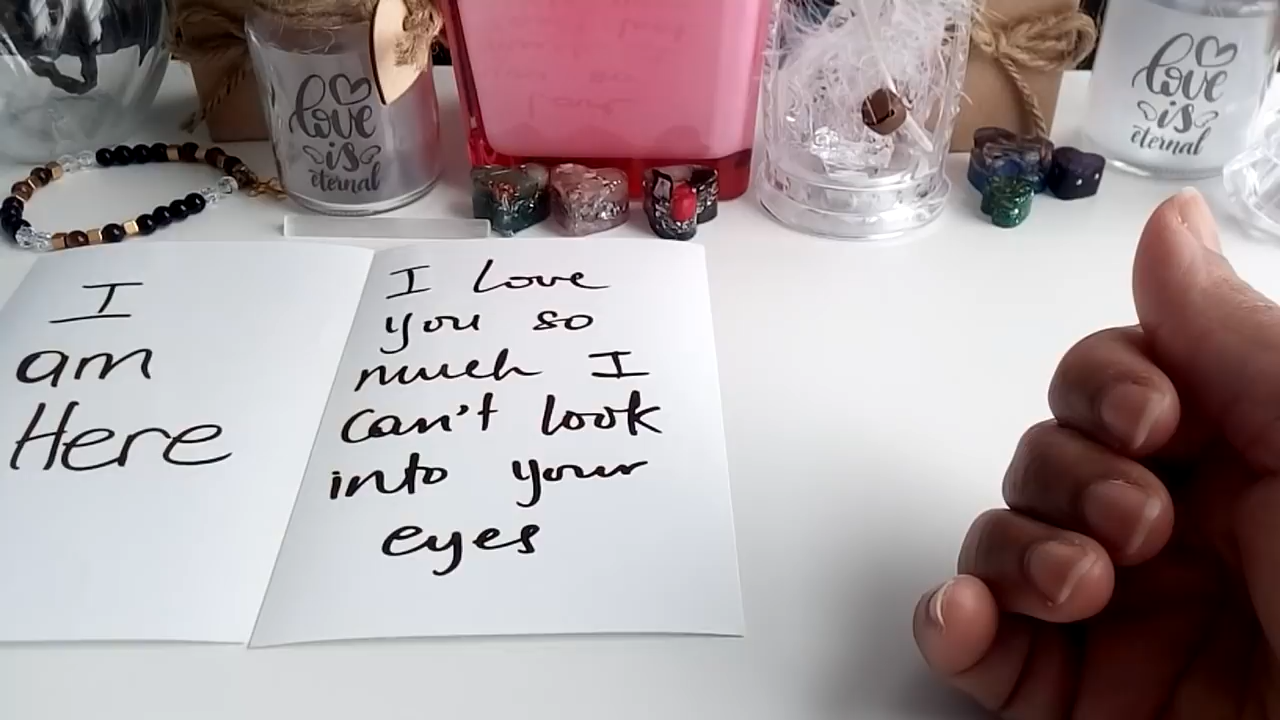 love
is
eternal
love
is
eternal
I
am
Here
I love
you so
much I
can't look
into your
eyes